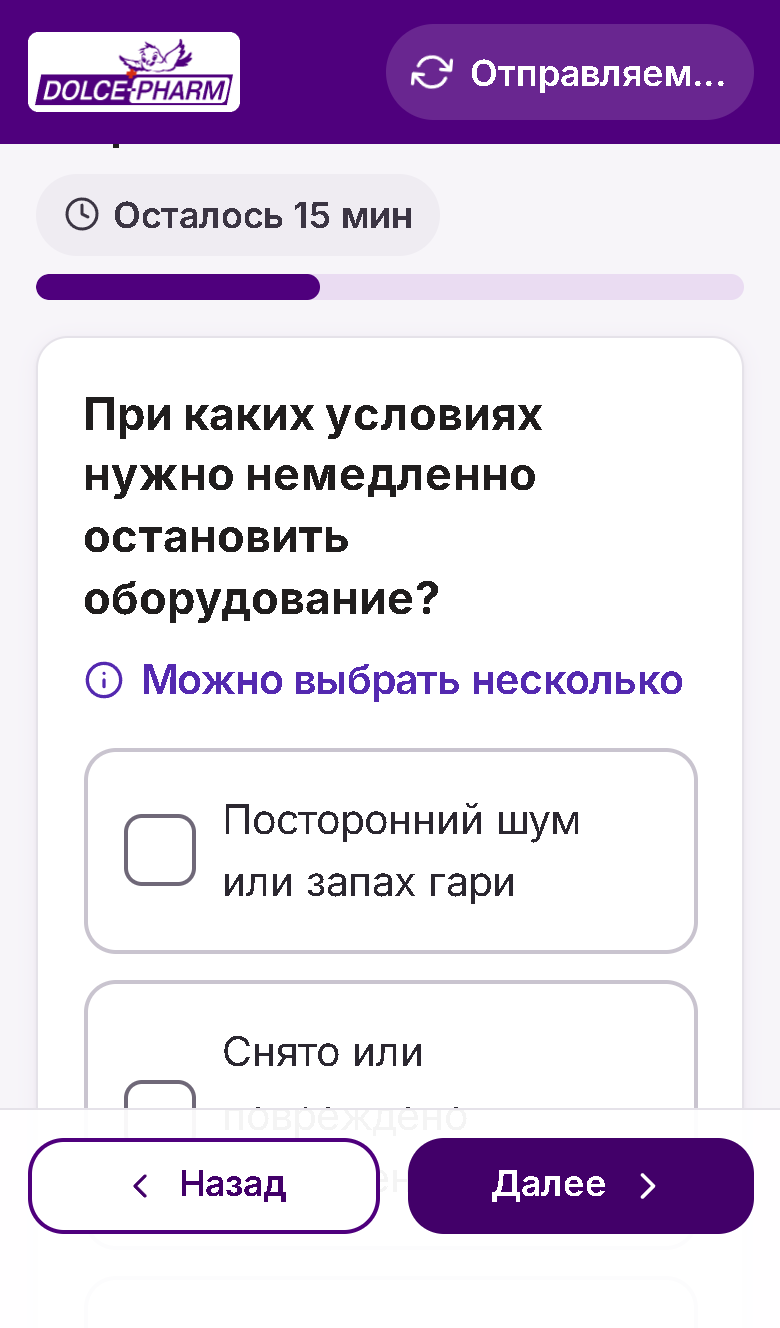 DOLCE-PHARM
Отправляем...
Осталось 15 мин
При каких условиях
нужно немедленно
остановить
оборудование?
Можно выбрать несколько
Посторонний шум
или запах гари
Снято или
повреждено
Назад
Далее